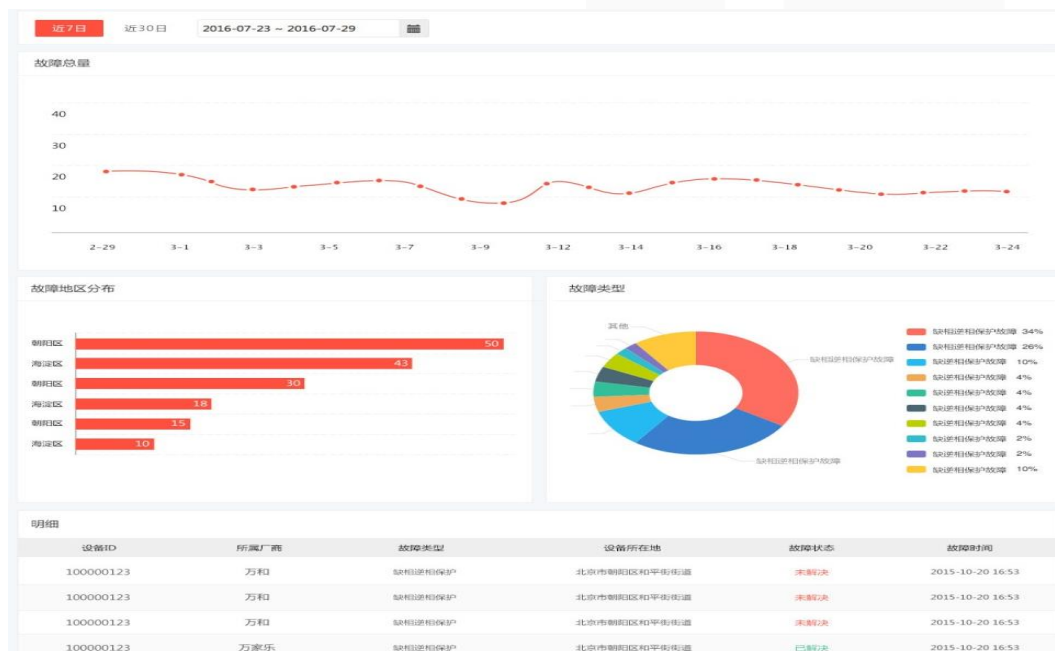 近7日 近30日 2016-07-23 ~ 2016-07-29
故障总量
40
30
20
10
2-29 3-1 3-3 3-5 3-7 3-9 3-12 3-14 3-16 3-18 3-20 3-22 3-24
故障地区分布
朝阳区 50
海淀区 43
朝阳区 30
海淀区 18
朝阳区 15
海淀区 10
故障类型
其他
缺相逆相保护故障
缺相逆相保护故障
缺相逆相保护故障 34%
缺相逆相保护故障 26%
缺逆相保护故障 10%
缺逆相保护故障 4%
缺逆相保护故障 4%
缺逆相保护故障 4%
缺逆相保护故障 4%
缺逆相保护故障 2%
缺逆相保护故障 2%
缺逆相保护故障 10%
明细
设备ID 所属厂商 故障类型 设备所在地 故障状态 故障时间
100000123 万和 缺相逆相保护 北京市朝阳区和平街街道 未解决 2015-10-20 16:53
100000123 万和 缺相逆相保护 北京市朝阳区和平街街道 未解决 2015-10-20 16:53
100000123 万和 缺相逆相保护 北京市朝阳区和平街街道 未解决 2015-10-20 16:53
100000123 万家乐 缺相逆相保护 北京市朝阳区和平街街道 已解决 2015-10-20 16:53